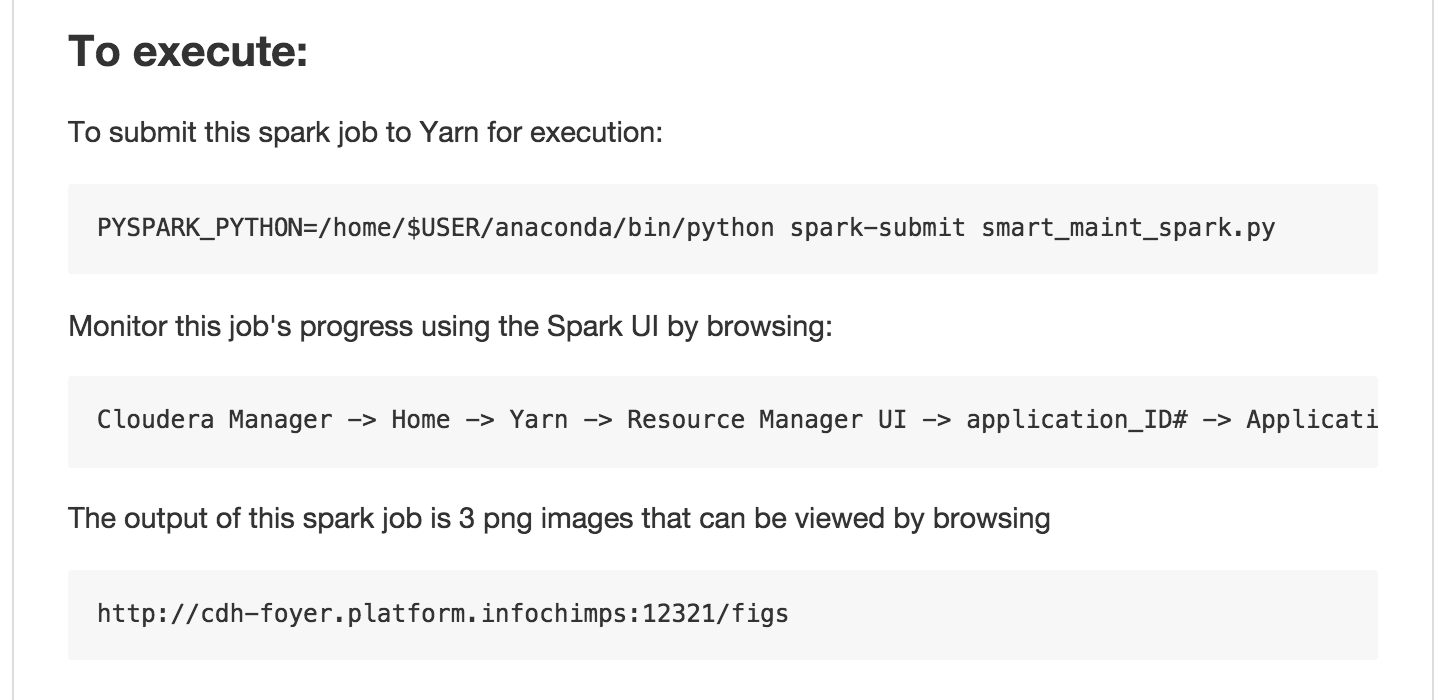 To execute:
To submit this spark job to Yarn for execution:
PYSPARK_PYTHON=/home/$USER/anaconda/bin/python spark-submit smart_maint_spark.py
Monitor this job's progress using the Spark UI by browsing:
Cloudera Manager -> Home -> Yarn -> Resource Manager UI -> application_ID# -> Applicati
The output of this spark job is 3 png images that can be viewed by browsing
http://cdh-foyer.platform.infochimps:12321/figs